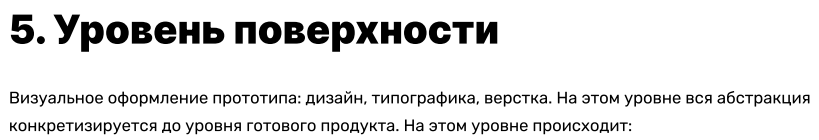 5. Уровень поверхности
Визуальное оформление прототипа: дизайн, типографика, верстка. На этом уровне вся абстракция
конкретизируется до уровня готового продукта. На этом уровне происходит: